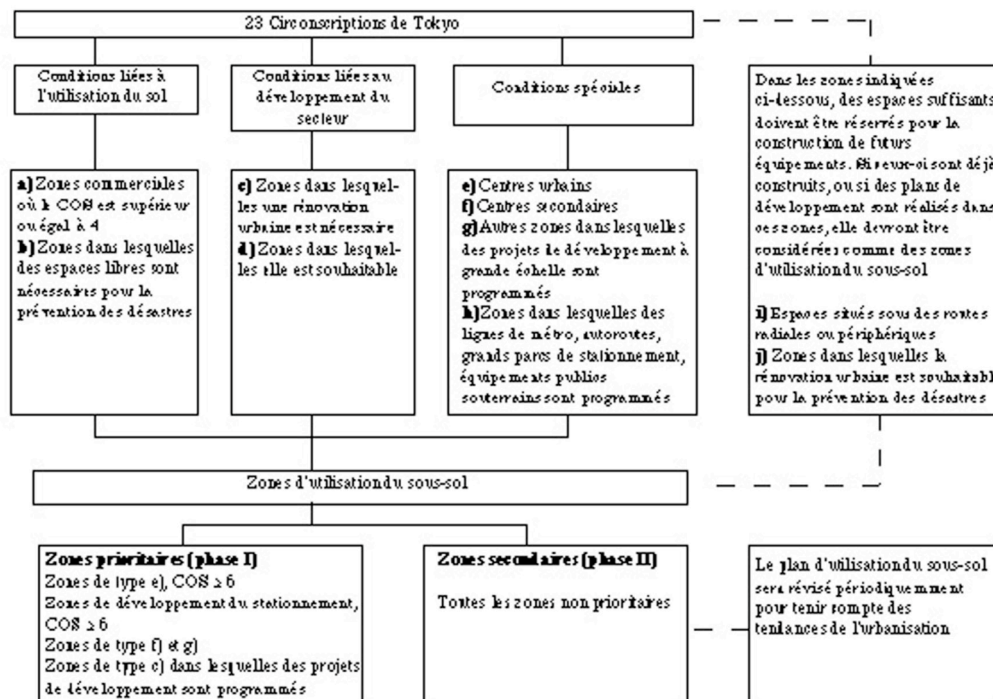 23 Circonscriptions de Tokyo
Conditions liées à
l'utilisation du sol
Conditions liées au
développement du
secteur
Conditions spéciales
Dans les zones indiquées
ci-dessous, des espaces suffisants
doivent être réservés pour la
construction de futurs
équipements. Si ceux-ci sont déjà
construits, ou si des plans de
développement sont réalisés dans
ces zones, elle devront être
considérées comme des zones
d'utilisation du sous-sol
i) Espaces situés sous des routes
radiales ou périphériques
j) Zones dans lesquelles la
rénovation urbaine est souhaitable
pour la prévention des désastres
a) Zones commerciales
où le COS est supérieur
ou égal à 4
b) Zones dans lesquelles
des espaces libres sont
nécessaires pour la
prévention des désastres
c) Zones dans lesquel-
les une rénovation
urbaine est nécessaire
d) Zones dans lesquel-
les elle est souhaitable
e) Centres urbains
f) Centres secondaires
g) Autres zones dans lesquelles
des projets de développement à
grande échelle sont
programmés
h) Zones dans lesquelles des
lignes de métro, autoroutes,
grands parcs de stationnement,
équipements publics
souterrains sont programmés
Zones d'utilisation du sous-sol
Zones prioritaires (phase I)
Zones de type e), COS ≥ 6
Zones de développement du stationnement,
COS ≥ 6
Zones de type f) et g)
Zones de type c) dans lesquelles des projets
de développement sont programmés
Zones secondaires (phase II)
Toutes les zones non prioritaires
Le plan d'utilisation du sous-sol
sera révisé périodiquement
pour tenir compte des
tendances de l'urbanisation